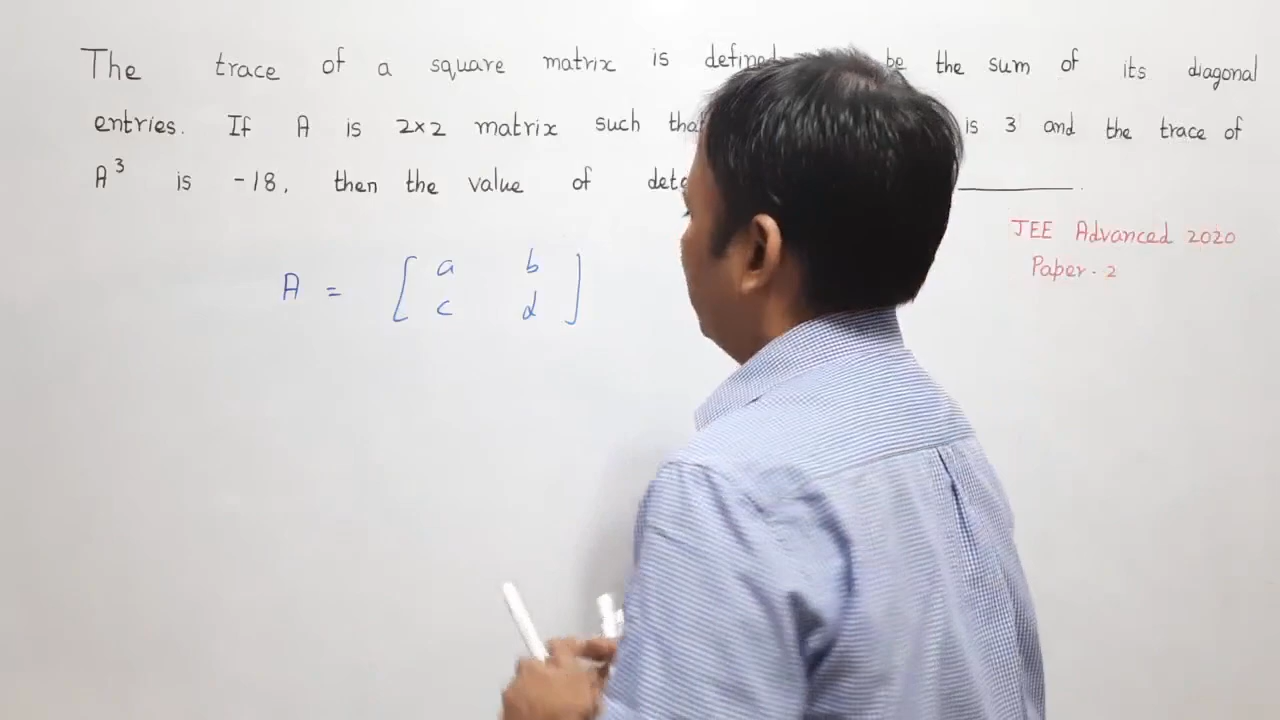 The trace of a square matrix is defined be the sum of its diagonal
entries. If A is 2×2 matrix such that is 3 and the trace of
A³ is -18, then the value of ____________.
JEE Advanced 2020
Paper-2
A = [ a b
c d ]